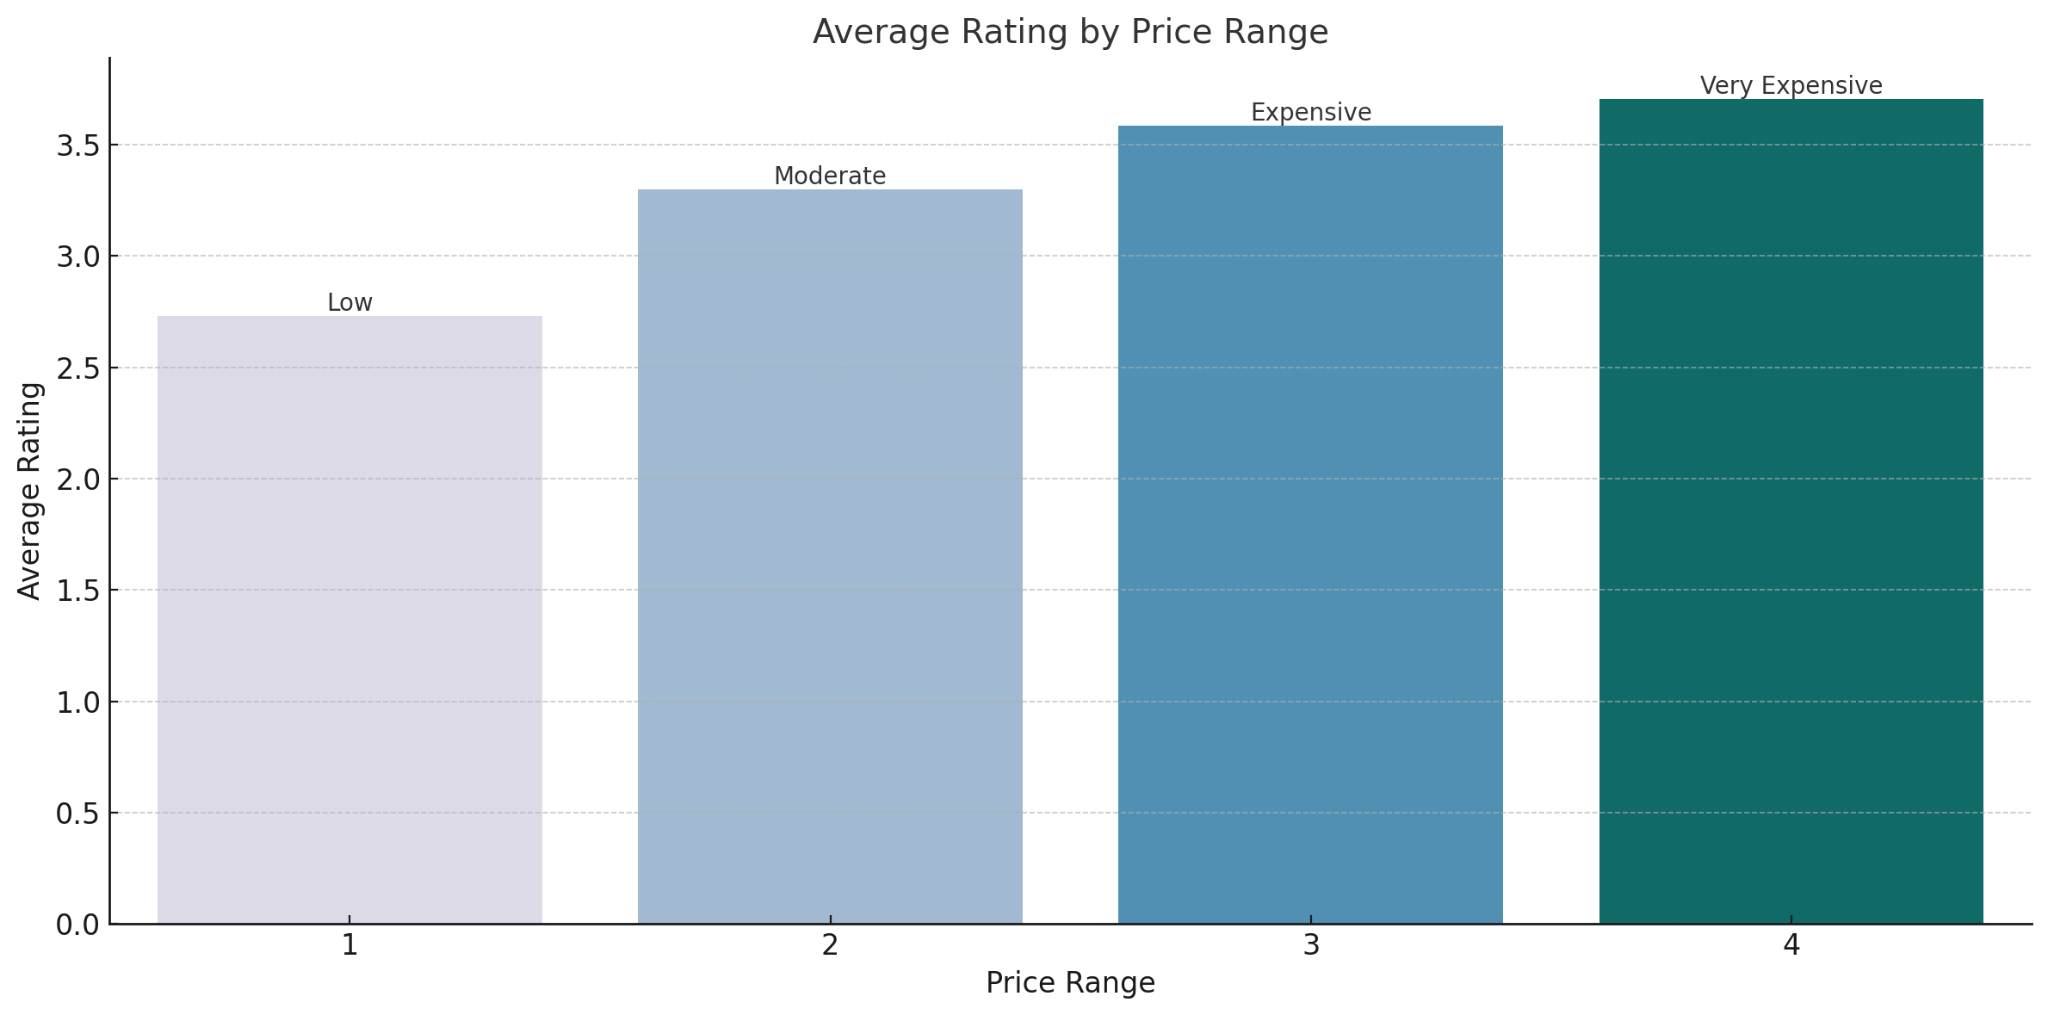 Average Rating by Price Range
Very Expensive
Expensive
Moderate
Low
Average Rating
3.5
3.0
2.5
2.0
1.5
1.0
0.5
0.0
1 2 3 4
Price Range